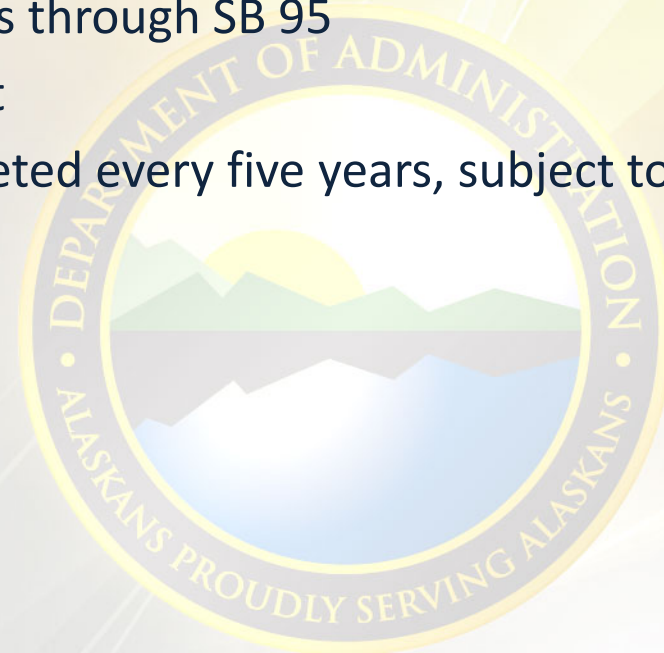 s through SB 95
t
eted every five years, subject to
DEPARTMENT OF ADMINISTRATION
• ALASKANS PROUDLY SERVING ALASKANS •